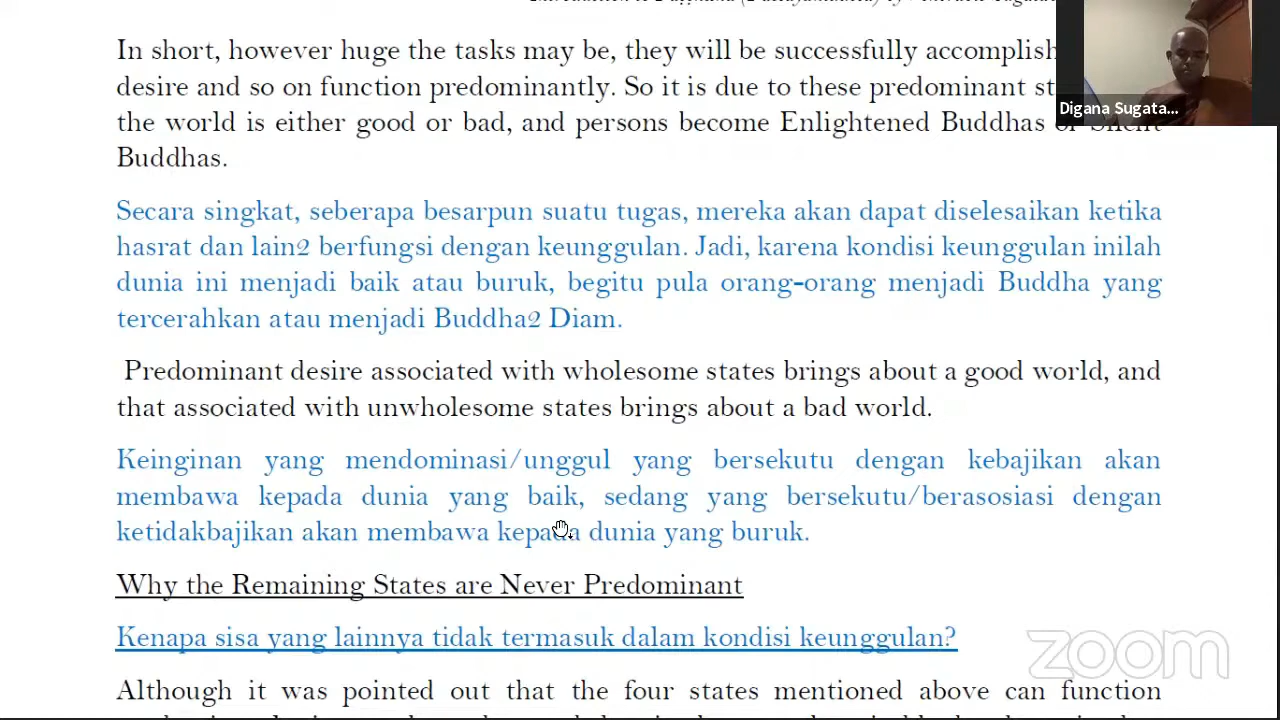 In short, however huge the tasks may be, they will be successfully
desire and so on function predominantly. So it is due to these predominant
Digana Sugata...
the world is either good or bad, and persons become Enlightened Buddhas or Silent
Buddhas.
Secara singkat, seberapa besarpun suatu tugas, mereka akan dapat diselesaikan ketika
hasrat dan lain2 berfungsi dengan keunggulan. Jadi, karena kondisi keunggulan inilah
dunia ini menjadi baik atau buruk, begitu pula orang-orang menjadi Buddha yang
tercerahkan atau menjadi Buddha2 Diam.
Predominant desire associated with wholesome states brings about a good world, and
that associated with unwholesome states brings about a bad world.
Keinginan yang mendominasi/unggul yang bersekutu dengan kebajikan akan
membawa kepada dunia yang baik, sedang yang bersekutu/berasosiasi dengan
ketidakbajikan akan membawa kepada dunia yang buruk.
Why the Remaining States are Never Predominant
Kenapa sisa yang lainnya tidak termasuk dalam kondisi keunggulan?
zoom
Although it was pointed out that the four states mentioned above can function